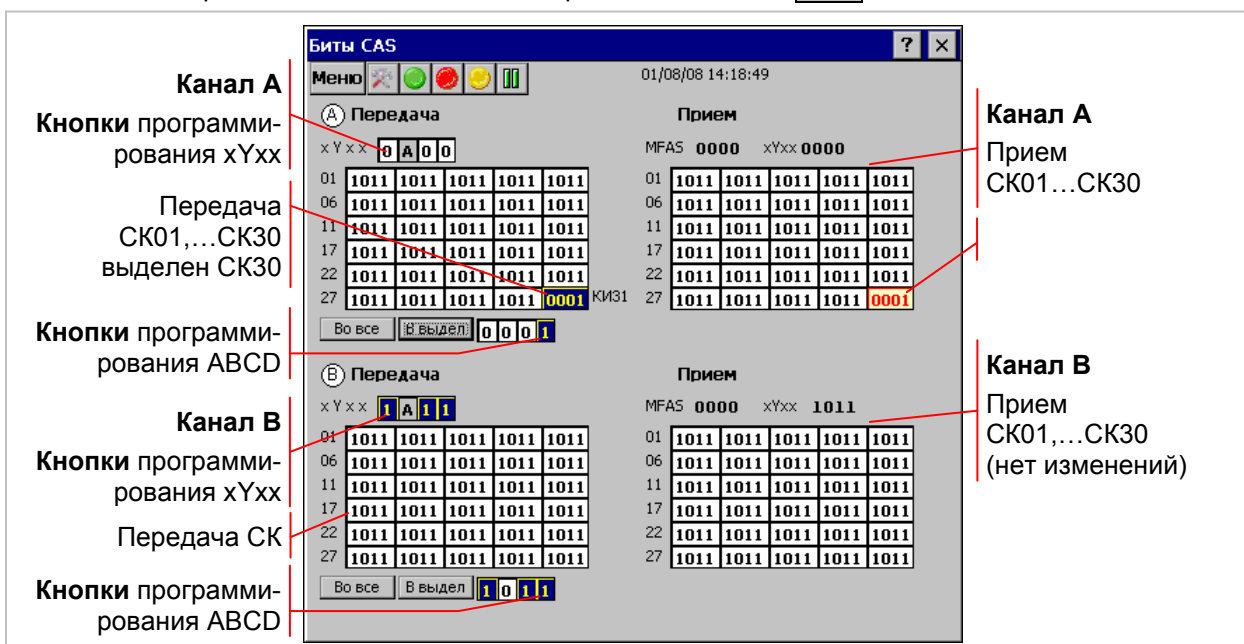 Биты CAS ? ×
Меню 01/08/08 14:18:49
A Передача Прием
x Y x x 0 A 0 0 MFAS 0000 xYxx 0000
01 1011 1011 1011 1011 1011 01 1011 1011 1011 1011 1011
06 1011 1011 1011 1011 1011 06 1011 1011 1011 1011 1011
11 1011 1011 1011 1011 1011 11 1011 1011 1011 1011 1011
17 1011 1011 1011 1011 1011 17 1011 1011 1011 1011 1011
22 1011 1011 1011 1011 1011 22 1011 1011 1011 1011 1011
27 1011 1011 1011 1011 0001 КИ31 27 1011 1011 1011 1011 0001
Во все В выдел 0 0 0 1
B Передача Прием
x Y x x 1 A 1 1 MFAS 0000 xYxx 1011
01 1011 1011 1011 1011 1011 01 1011 1011 1011 1011 1011
06 1011 1011 1011 1011 1011 06 1011 1011 1011 1011 1011
11 1011 1011 1011 1011 1011 11 1011 1011 1011 1011 1011
17 1011 1011 1011 1011 1011 17 1011 1011 1011 1011 1011
22 1011 1011 1011 1011 1011 22 1011 1011 1011 1011 1011
27 1011 1011 1011 1011 1011 27 1011 1011 1011 1011 1011
Во все В выдел 1 0 1 1
Канал A
Кнопки программи-
рования xYxx
Передача
СК01,...СК30
выделен СК30
Кнопки программи-
рования ABCD
Канал B
Кнопки программи-
рования xYxx
Передача СК
Кнопки программи-
рования ABCD
Канал A
Прием
СК01...СК30
Канал B
Прием
СК01,...СК30
(нет изменений)